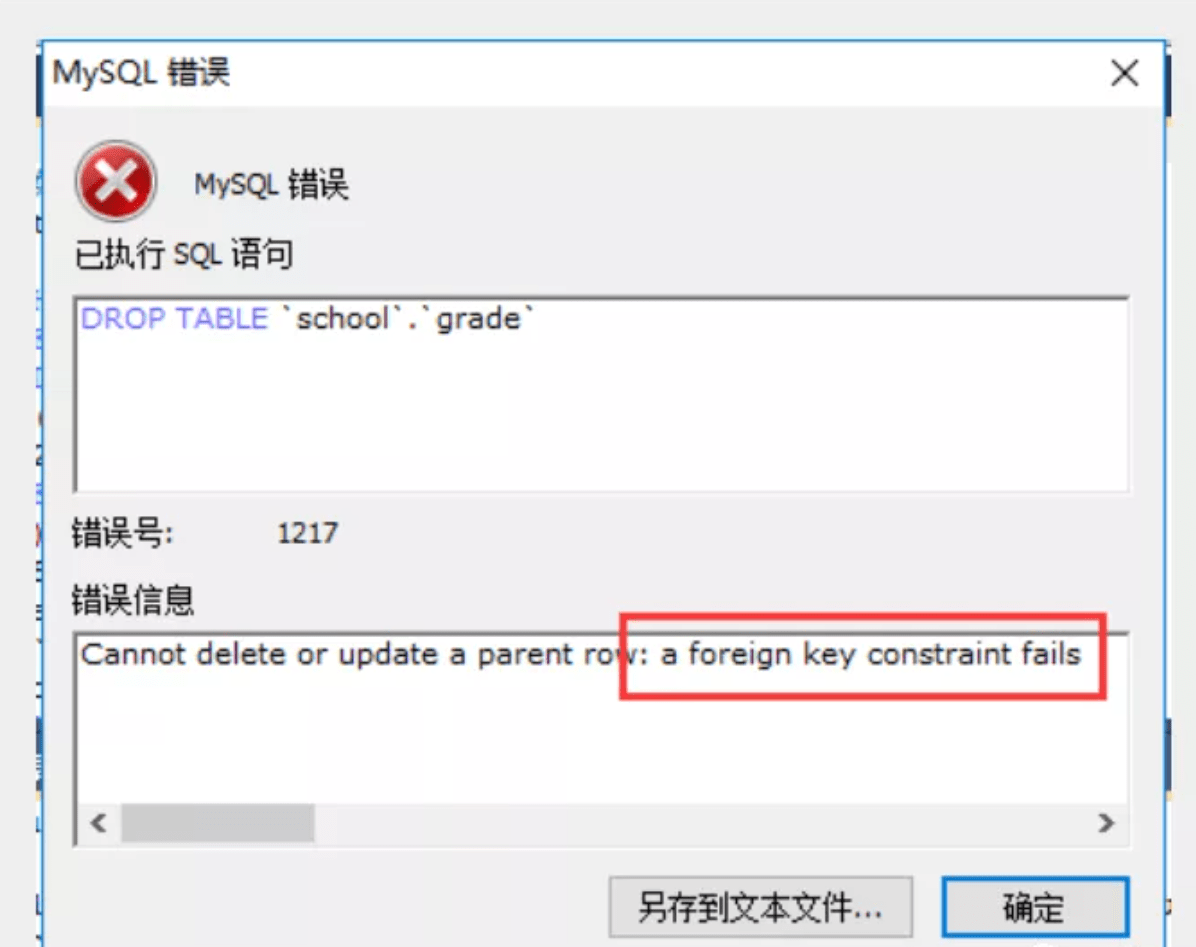 MySQL 错误
MySQL 错误
已执行 SQL 语句
DROP TABLE `school`.`grade`
错误号: 1217
错误信息
Cannot delete or update a parent row: a foreign key constraint fails
另存到文本文件...
确定